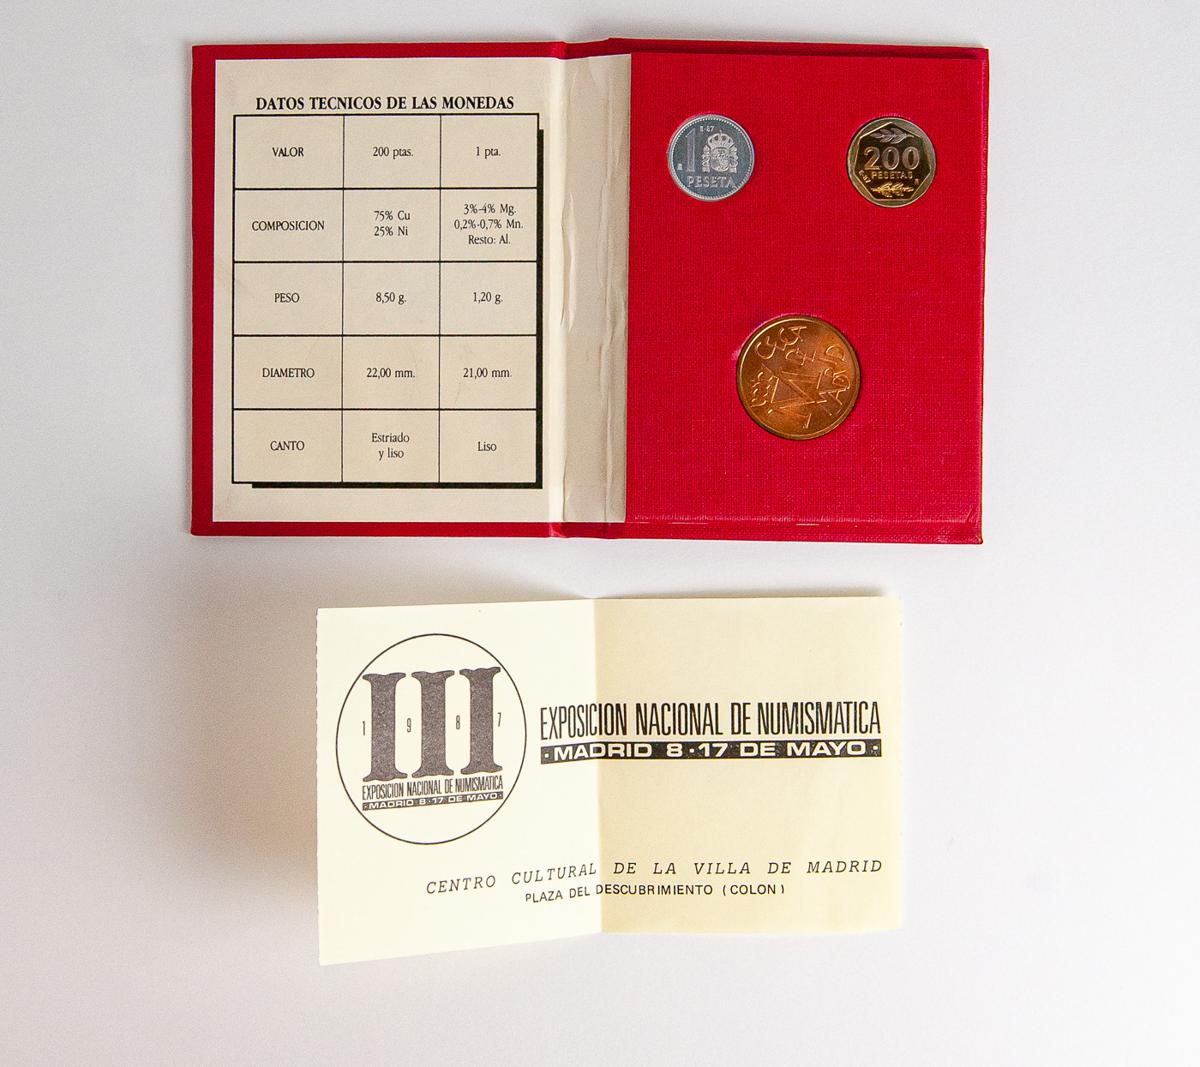 DATOS TECNICOS DE LAS MONEDAS
VALOR 200 ptas. 1 pta.
COMPOSICION 75% Cu 25% Ni 3%-4% Mg. 0,2%-0,7% Mn. Resto: Al.
PESO 8,50 g. 1,20 g.
DIAMETRO 22,00 mm. 21,00 mm.
CANTO Estriado y liso Liso
1
PESETA
200
PESETAS
CECA
DE
MADRID
III
1987
EXPOSICION NACIONAL DE NUMISMATICA
· MADRID 8-17 DE MAYO ·
EXPOSICION NACIONAL DE NUMISMATICA
· MADRID 8-17 DE MAYO ·
CENTRO CULTURAL DE LA VILLA DE MADRID
PLAZA DEL DESCUBRIMIENTO (COLON)